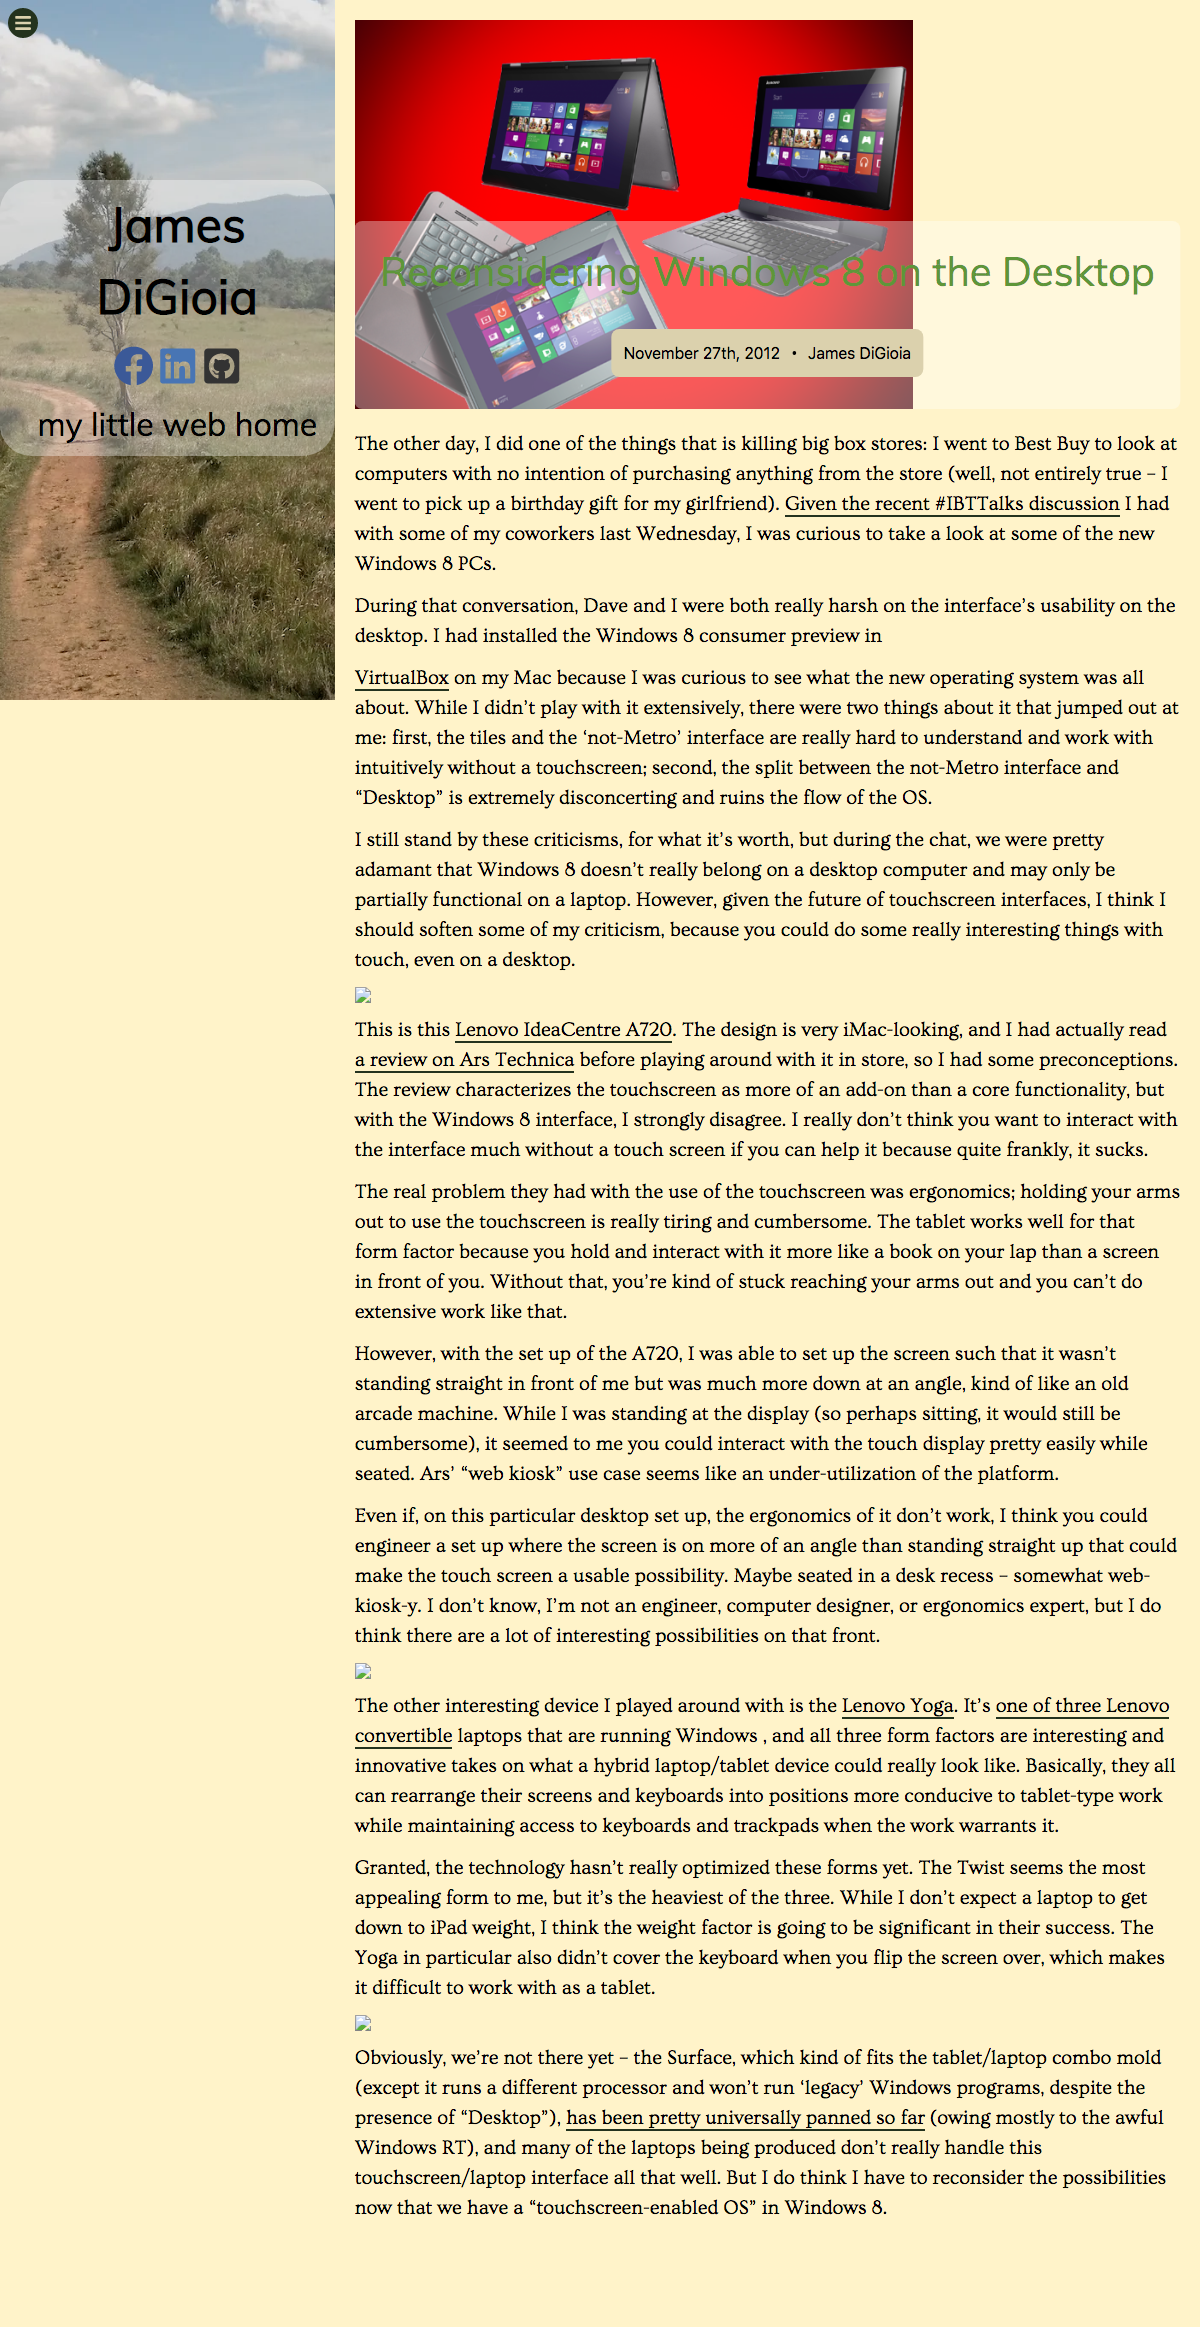 James
DiGioia
my little web home
Start
Start
lenovo
Reconsidering Windows 8 on the Desktop
November 27th, 2012 • James DiGioia
The other day, I did one of the things that is killing big box stores: I went to Best Buy to look at
computers with no intention of purchasing anything from the store (well, not entirely true – I
went to pick up a birthday gift for my girlfriend). Given the recent #IBTTalks discussion I had
with some of my coworkers last Wednesday, I was curious to take a look at some of the new
Windows 8 PCs.
During that conversation, Dave and I were both really harsh on the interface’s usability on the
desktop. I had installed the Windows 8 consumer preview in
VirtualBox on my Mac because I was curious to see what the new operating system was all
about. While I didn’t play with it extensively, there were two things about it that jumped out at
me: first, the tiles and the ‘not-Metro’ interface are really hard to understand and work with
intuitively without a touchscreen; second, the split between the not-Metro interface and
“Desktop” is extremely disconcerting and ruins the flow of the OS.
I still stand by these criticisms, for what it’s worth, but during the chat, we were pretty
adamant that Windows 8 doesn’t really belong on a desktop computer and may only be
partially functional on a laptop. However, given the future of touchscreen interfaces, I think I
should soften some of my criticism, because you could do some really interesting things with
touch, even on a desktop.
This is this Lenovo IdeaCentre A720. The design is very iMac-looking, and I had actually read
a review on Ars Technica before playing around with it in store, so I had some preconceptions.
The review characterizes the touchscreen as more of an add-on than a core functionality, but
with the Windows 8 interface, I strongly disagree. I really don’t think you want to interact with
the interface much without a touch screen if you can help it because quite frankly, it sucks.
The real problem they had with the use of the touchscreen was ergonomics; holding your arms
out to use the touchscreen is really tiring and cumbersome. The tablet works well for that
form factor because you hold and interact with it more like a book on your lap than a screen
in front of you. Without that, you’re kind of stuck reaching your arms out and you can’t do
extensive work like that.
However, with the set up of the A720, I was able to set up the screen such that it wasn’t
standing straight in front of me but was much more down at an angle, kind of like an old
arcade machine. While I was standing at the display (so perhaps sitting, it would still be
cumbersome), it seemed to me you could interact with the touch display pretty easily while
seated. Ars’ “web kiosk” use case seems like an under-utilization of the platform.
Even if, on this particular desktop set up, the ergonomics of it don’t work, I think you could
engineer a set up where the screen is on more of an angle than standing straight up that could
make the touch screen a usable possibility. Maybe seated in a desk recess – somewhat web-
kiosk-y. I don’t know, I’m not an engineer, computer designer, or ergonomics expert, but I do
think there are a lot of interesting possibilities on that front.
The other interesting device I played around with is the Lenovo Yoga. It’s one of three Lenovo
convertible laptops that are running Windows , and all three form factors are interesting and
innovative takes on what a hybrid laptop/tablet device could really look like. Basically, they all
can rearrange their screens and keyboards into positions more conducive to tablet-type work
while maintaining access to keyboards and trackpads when the work warrants it.
Granted, the technology hasn’t really optimized these forms yet. The Twist seems the most
appealing form to me, but it’s the heaviest of the three. While I don’t expect a laptop to get
down to iPad weight, I think the weight factor is going to be significant in their success. The
Yoga in particular also didn’t cover the keyboard when you flip the screen over, which makes
it difficult to work with as a tablet.
Obviously, we’re not there yet – the Surface, which kind of fits the tablet/laptop combo mold
(except it runs a different processor and won’t run ‘legacy’ Windows programs, despite the
presence of “Desktop”), has been pretty universally panned so far (owing mostly to the awful
Windows RT), and many of the laptops being produced don’t really handle this
touchscreen/laptop interface all that well. But I do think I have to reconsider the possibilities
now that we have a “touchscreen-enabled OS” in Windows 8.